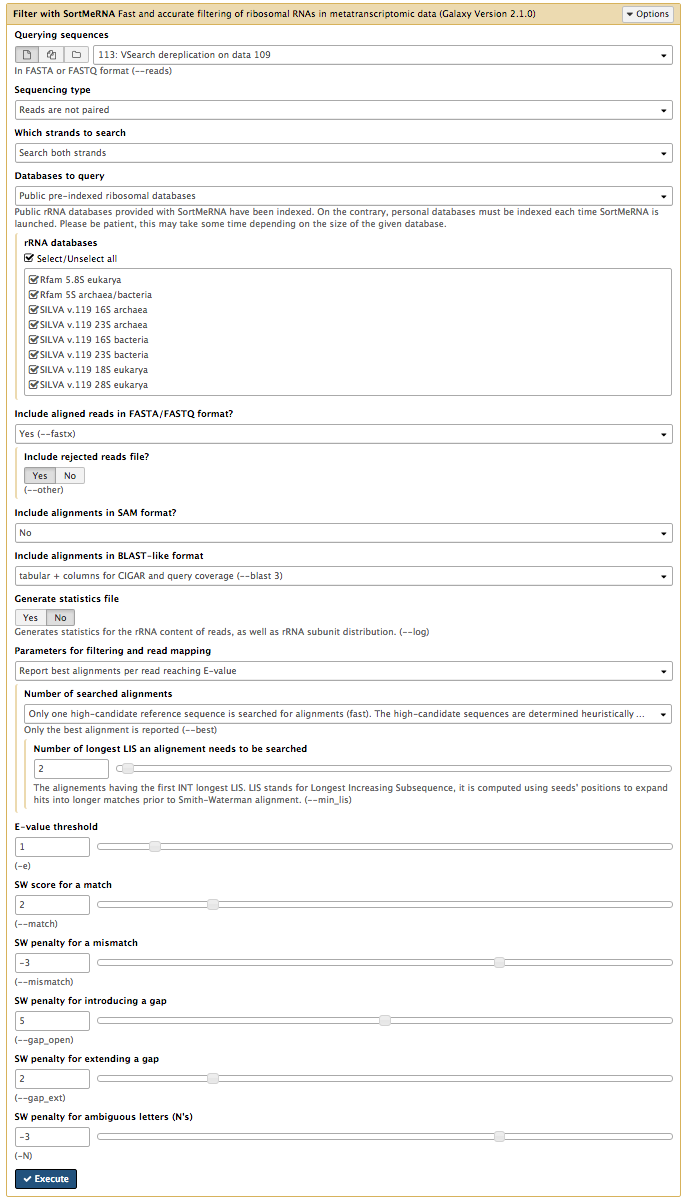 Filter with SortMeRNA Fast and accurate filtering of ribosomal RNAs in metatranscriptomic data (Galaxy Version 2.1.0)
Options
Querying sequences
113: VSearch dereplication on data 109
In FASTA or FASTQ format (--reads)
Sequencing type
Reads are not paired
Which strands to search
Search both strands
Databases to query
Public pre-indexed ribosomal databases
Public rRNA databases provided with SortMeRNA have been indexed. On the contrary, personal databases must be indexed each time SortMeRNA is
launched. Please be patient, this may take some time depending on the size of the given database.
rRNA databases
Select/Unselect all
Rfam 5.8S eukarya
Rfam 5S archaea/bacteria
SILVA v.119 16S archaea
SILVA v.119 23S archaea
SILVA v.119 16S bacteria
SILVA v.119 23S bacteria
SILVA v.119 18S eukarya
SILVA v.119 28S eukarya
Include aligned reads in FASTA/FASTQ format?
Yes (--fastx)
Include rejected reads file?
Yes No
(--other)
Include alignments in SAM format?
No
Include alignments in BLAST-like format
tabular + columns for CIGAR and query coverage (--blast 3)
Generate statistics file
Yes No
Generates statistics for the rRNA content of reads, as well as rRNA subunit distribution. (--log)
Parameters for filtering and read mapping
Report best alignments per read reaching E-value
Number of searched alignments
Only one high-candidate reference sequence is searched for alignments (fast). The high-candidate sequences are determined heuristically ...
Only the best alignment is reported (--best)
Number of longest LIS an alignement needs to be searched
2
The alignements having the first INT longest LIS. LIS stands for Longest Increasing Subsequence, it is computed using seeds' positions to expand
hits into longer matches prior to Smith-Waterman alignment. (--min_lis)
E-value threshold
1
(-e)
SW score for a match
2
(--match)
SW penalty for a mismatch
-3
(--mismatch)
SW penalty for introducing a gap
5
(--gap_open)
SW penalty for extending a gap
2
(--gap_ext)
SW penalty for ambiguous letters (N's)
-3
(-N)
Execute